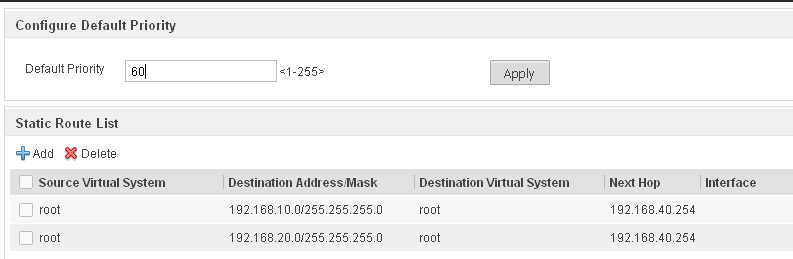 Configure Default Priority
Default Priority 60 <1-255> Apply
Static Route List
Add Delete
Source Virtual System Destination Address/Mask Destination Virtual System Next Hop Interface
root 192.168.10.0/255.255.255.0 root 192.168.40.254
root 192.168.20.0/255.255.255.0 root 192.168.40.254